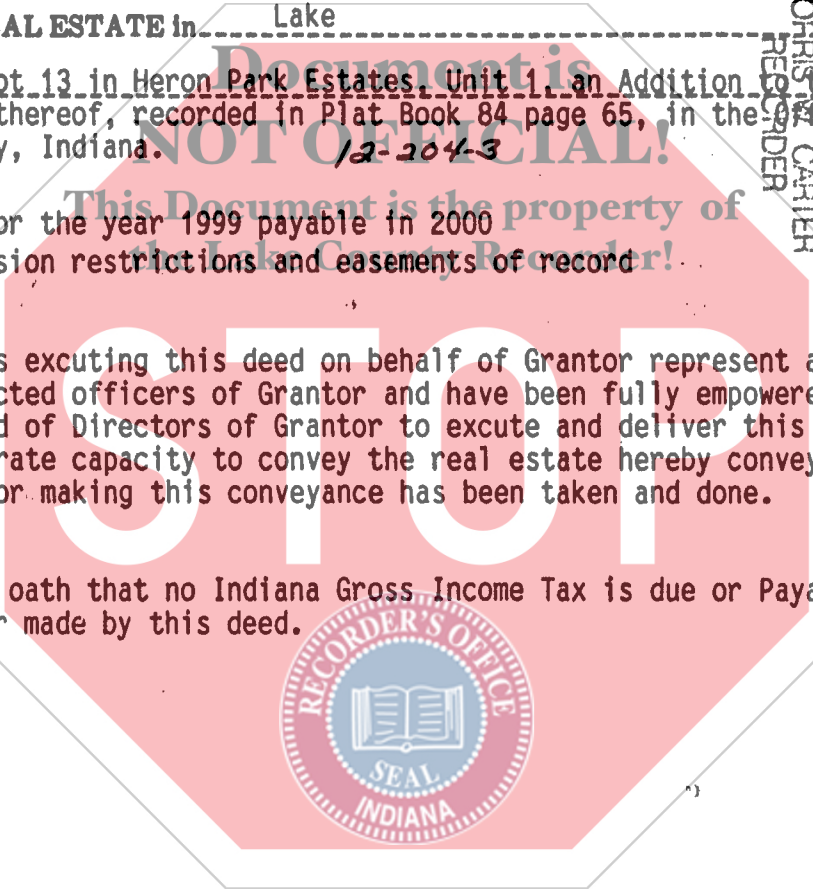 AL ESTATE in Lake
ot 13 in Heron Park Estates, Unit 1, an Addition to
thereof, recorded in Plat Book 84 page 65, in the Of
y, Indiana. 12-204-3
or the year 1999 payable in 2000
sion restrictions and easements of record
s excuting this deed on behalf of Grantor represent a
cted officers of Grantor and have been fully empowere
d of Directors of Grantor to excute and deliver this
rate capacity to convey the real estate hereby convey
or making this conveyance has been taken and done.
oath that no Indiana Gross Income Tax is due or Paya
r made by this deed.
MORRIS W. CARTER
RECORDER
Document is
NOT OFFICIAL!
This Document is the property of
the Lake County Recorder!
STOP
RECORDER'S OFFICE
SEAL
INDIANA